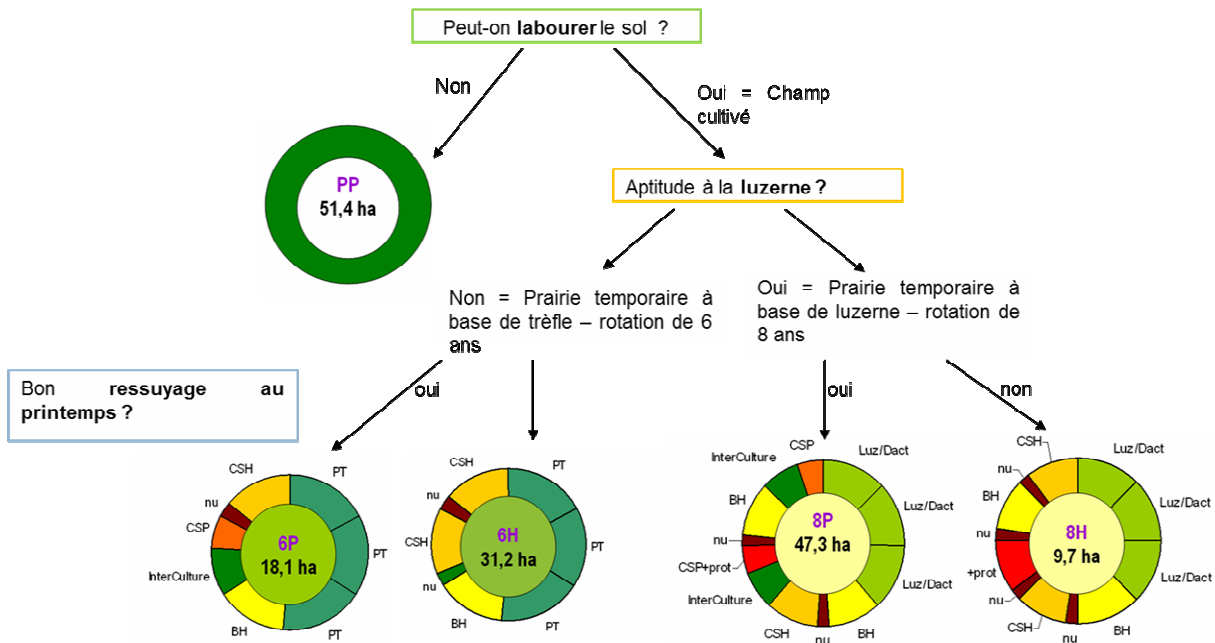 Peut-on labourer le sol ?
Non
Oui = Champ
cultivé
PP
51,4 ha
Aptitude à la luzerne ?
Non = Prairie temporaire à
base de trèfle – rotation de 6
ans
Oui = Prairie temporaire à
base de luzerne – rotation de
8 ans
Bon ressuyage au
printemps ?
oui
oui
non
CSH
PT
nu
CSP
PT
InterCulture
BH
PT
6P
18,1 ha
CSH
PT
nu
CSH
PT
nu
BH
PT
6H
31,2 ha
CSP
Luz/Dact
InterCulture
BH
Luz/Dact
nu
CSP+prot
Luz/Dact
InterCulture
CSH
nu
BH
8P
47,3 ha
CSH
Luz/Dact
nu
BH
Luz/Dact
nu
+prot
Luz/Dact
nu
CSH
nu
BH
8H
9,7 ha